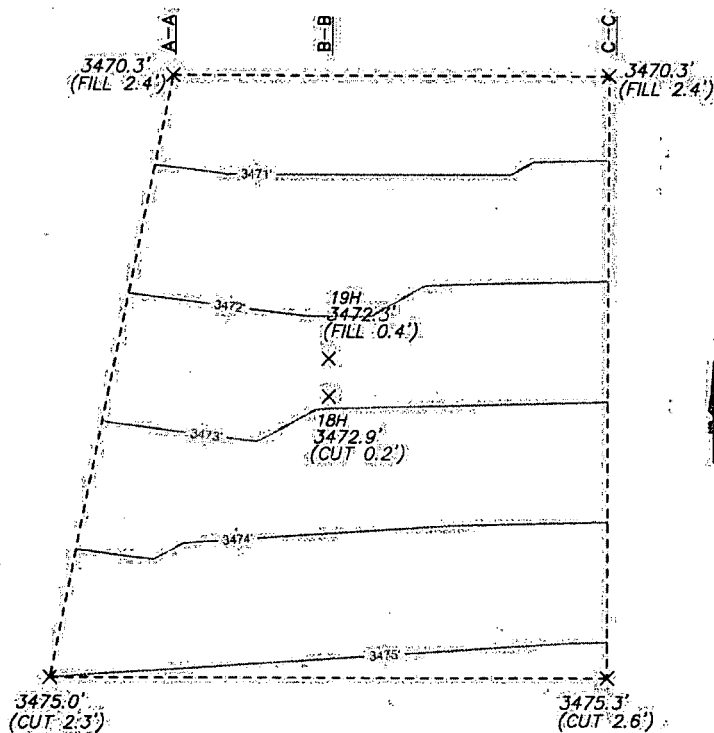 A-A
B-B
C-C
3470.3'
(FILL 2.4')
3470.3'
(FILL 2.4')
3471'
3472'
19H
3472.3'
(FILL 0.4')
18H
3472.9'
(CUT 0.2')
3473'
3474'
3475'
3475.0'
(CUT 2.3')
3475.3'
(CUT 2.6')